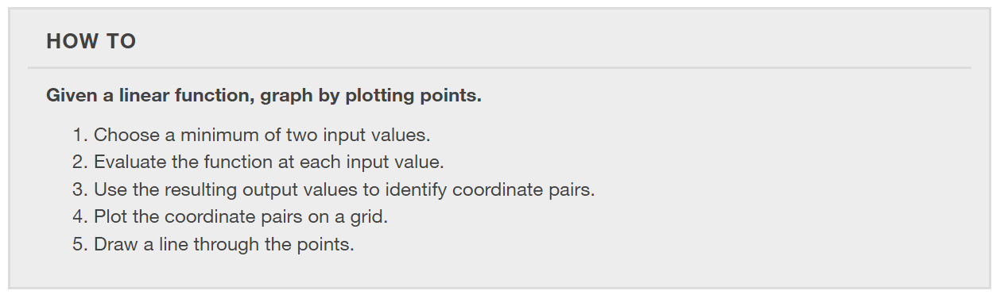 HOW TO
Given a linear function, graph by plotting points.
1. Choose a minimum of two input values.
2. Evaluate the function at each input value.
3. Use the resulting output values to identify coordinate pairs.
4. Plot the coordinate pairs on a grid.
5. Draw a line through the points.